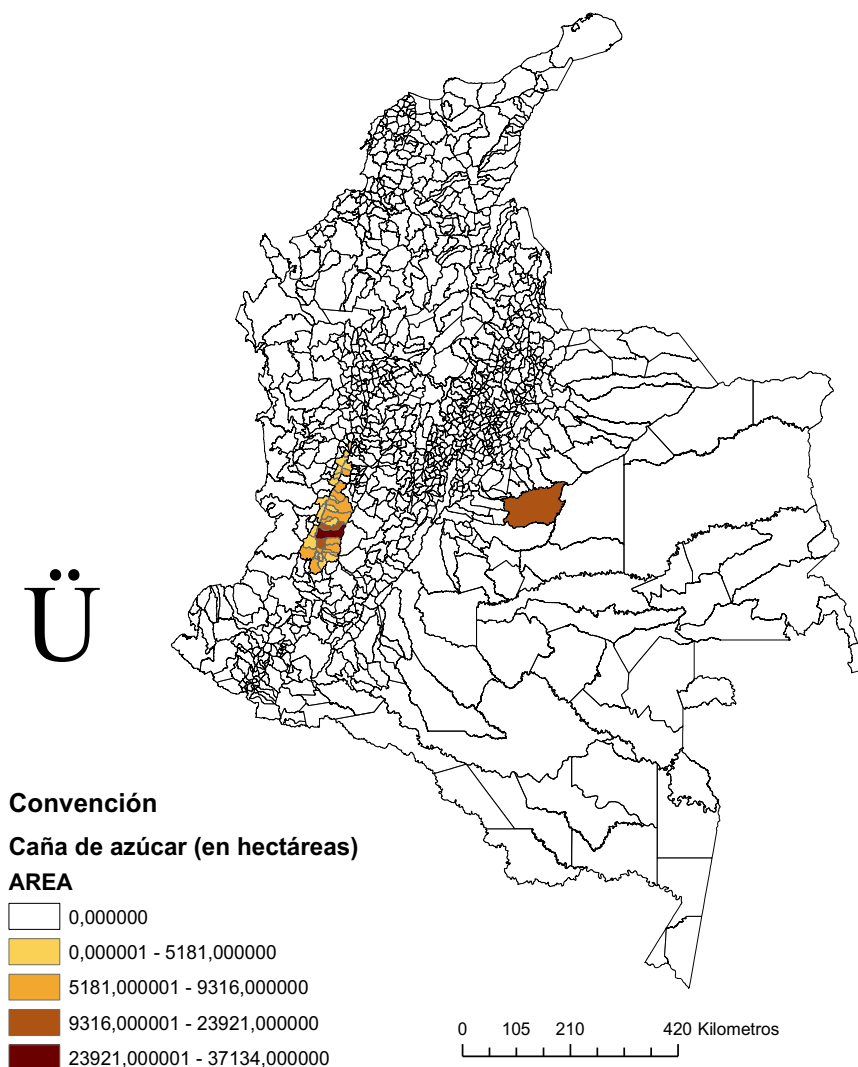 Ü
Convención
Caña de azúcar (en hectáreas)
AREA
0,000000
0,000001 - 5181,000000
5181,000001 - 9316,000000
9316,000001 - 23921,000000
23921,000001 - 37134,000000
0 105 210 420 Kilometros